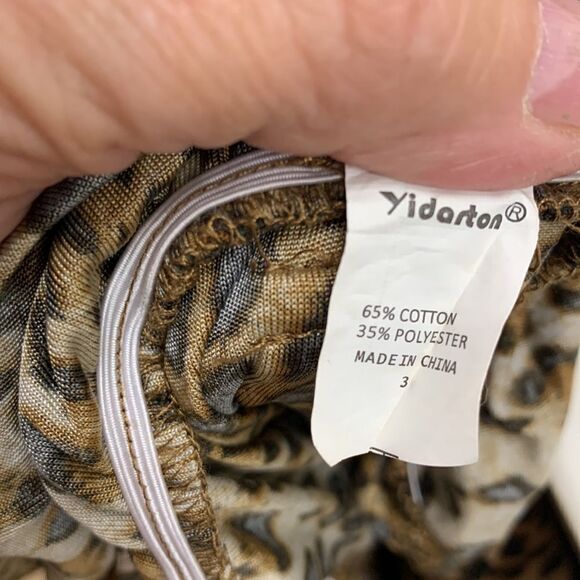 Yidarton®
65% COTTON
35% POLYESTER
MADE IN CHINA
3